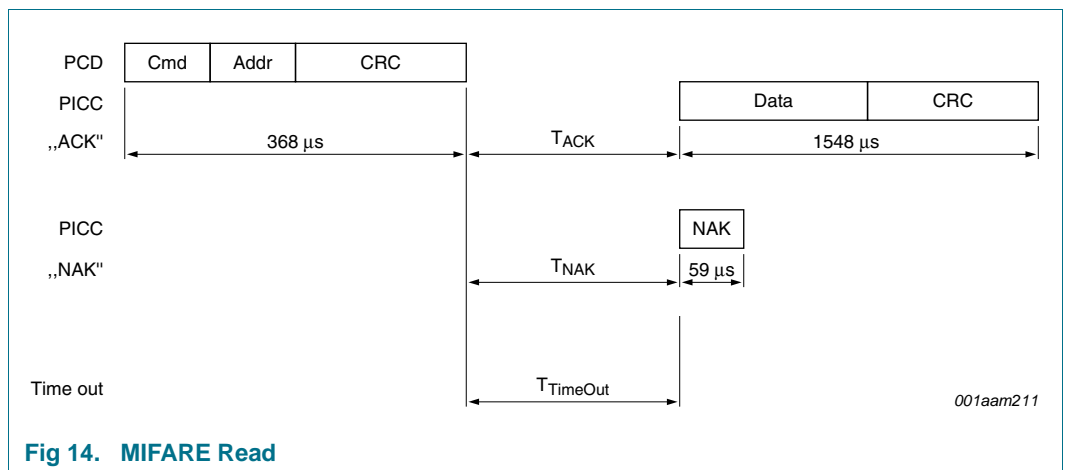 PCD Cmd Addr CRC
PICC Data CRC
,,ACK" 368 μs TACK 1548 μs
PICC NAK
,,NAK" TNAK 59 μs
Time out TTimeOut 001aam211
Fig 14. MIFARE Read